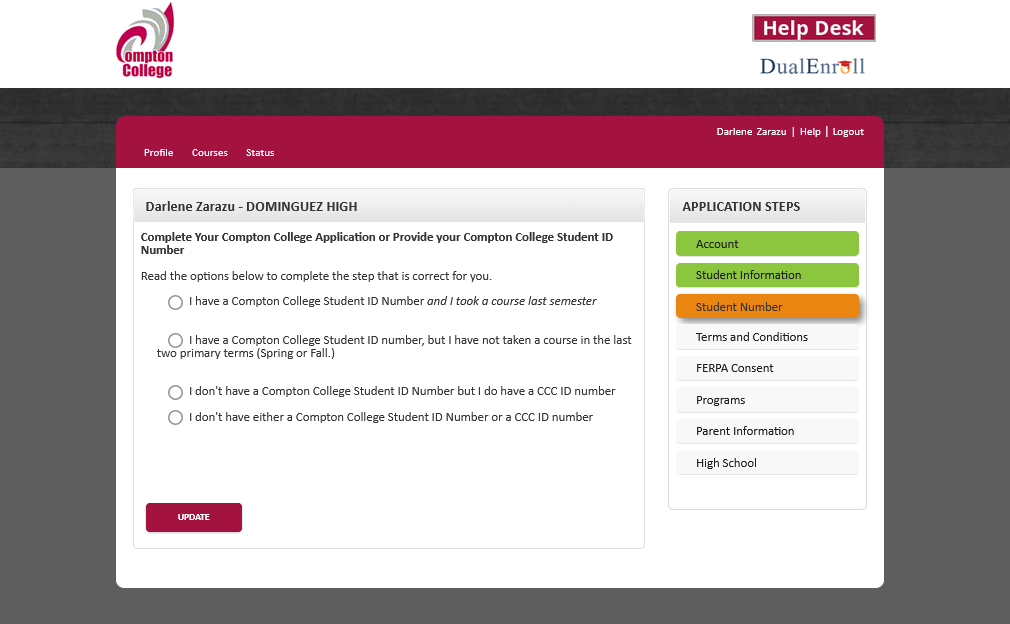 Compton
College
Help Desk
DualEnroll
Darlene Zarazu | Help | Logout
Profile Courses Status
Darlene Zarazu - DOMINGUEZ HIGH
Complete Your Compton College Application or Provide your Compton College Student ID
Number
Read the options below to complete the step that is correct for you.
I have a Compton College Student ID Number and I took a course last semester
I have a Compton College Student ID number, but I have not taken a course in the last
two primary terms (Spring or Fall.)
I don't have a Compton College Student ID Number but I do have a CCC ID number
I don't have either a Compton College Student ID Number or a CCC ID number
UPDATE
APPLICATION STEPS
Account
Student Information
Student Number
Terms and Conditions
FERPA Consent
Programs
Parent Information
High School